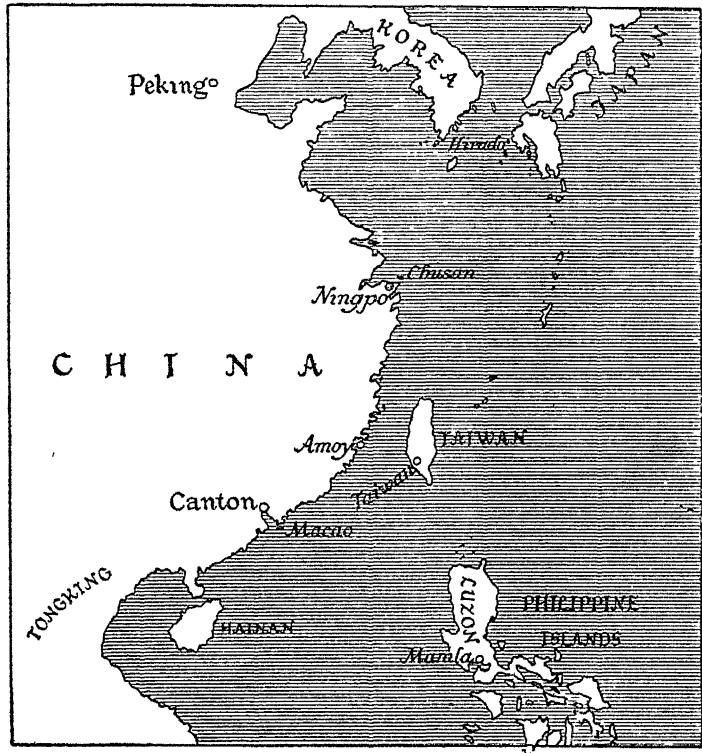 KOREA
JAPAN
Peking
Hirado
Chusan
Ningpo
CHINA
Amoy
TAIWAN
Taiwan
Canton
Macao
TONGKING
HAINAN
LUZON
PHILIPPINE
ISLANDS
Manila